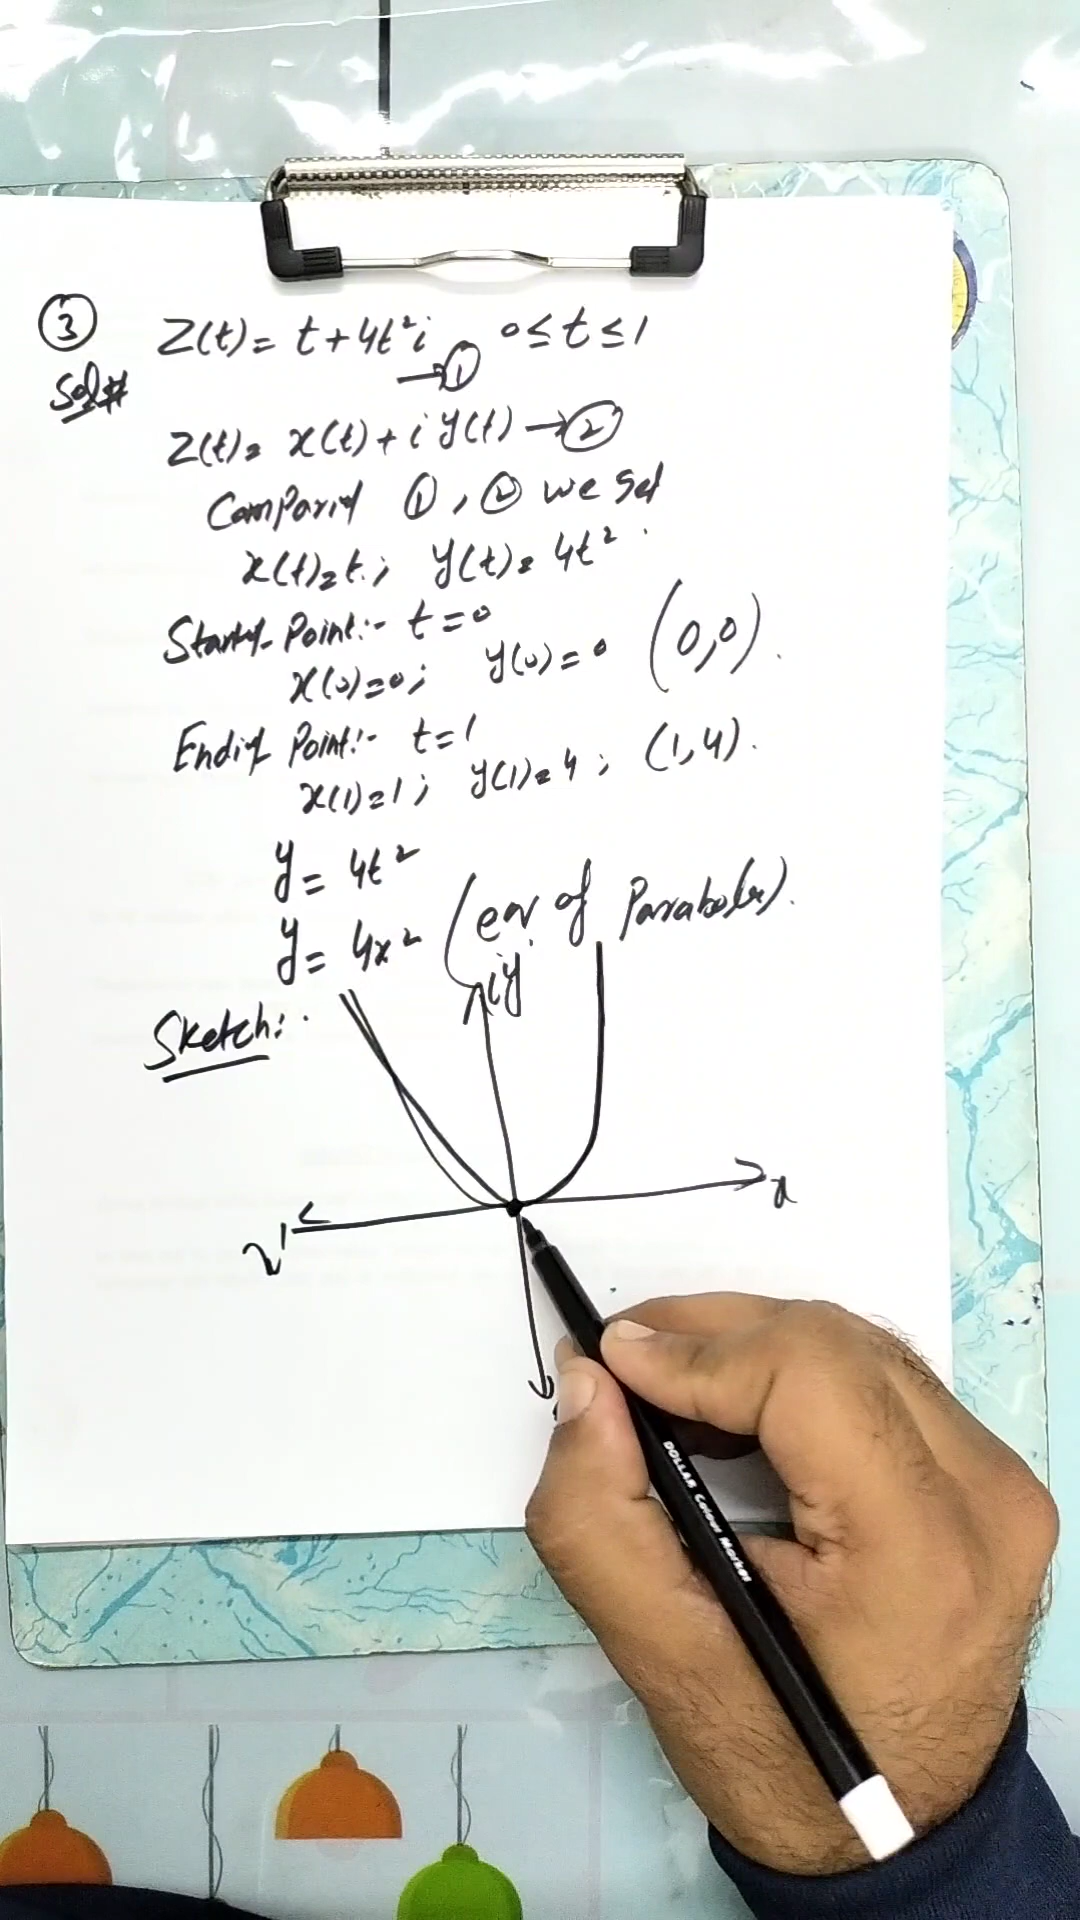 ③ Z(t) = t + 4t²i → ① 0 ≤ t ≤ 1
Sol#
Z(t) = x(t) + i y(t) → ②
Comparing ①, ② we get
x(t) = t; y(t) = 4t².
Starting Point:- t = 0
x(0) = 0; y(0) = 0 (0,0).
Ending Point:- t = 1
x(1) = 1; y(1) = 4; (1,4).
y = 4t²
y = 4x² (eq of Parabola).
iy
Sketch:.
x
x'
DOLLAR Colour Marker